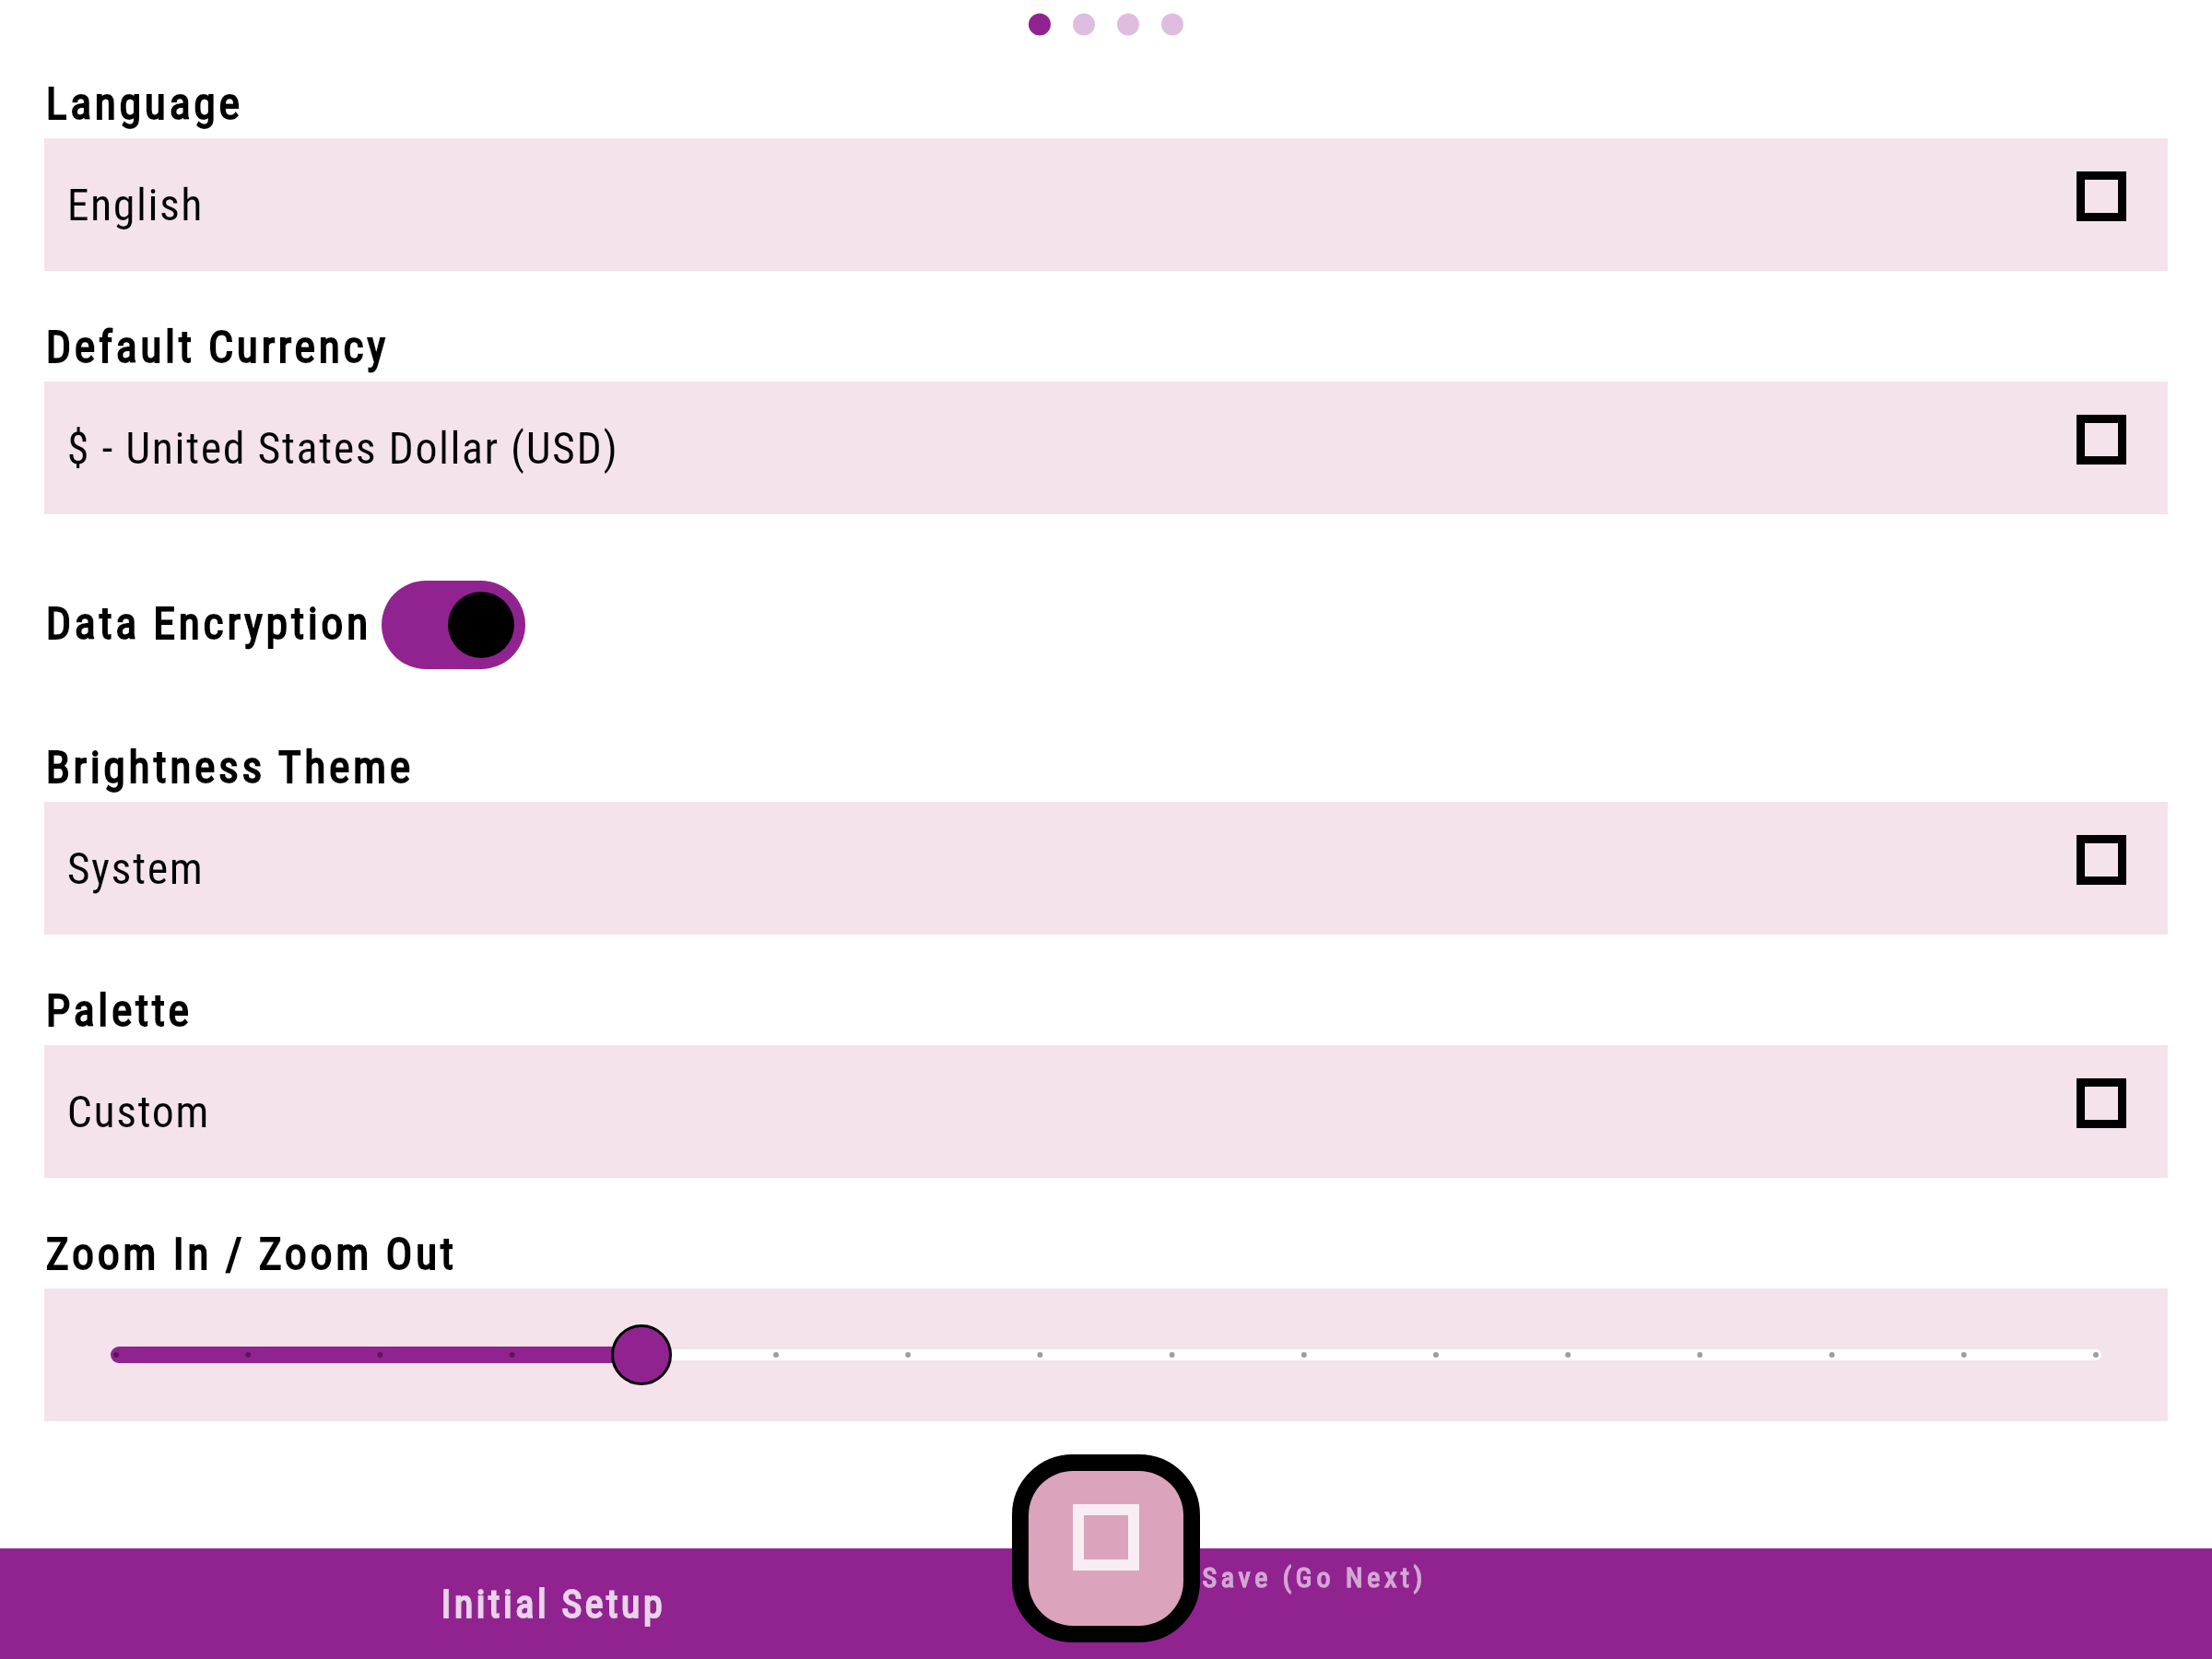 Language
English
Default Currency
$ - United States Dollar (USD)
Data Encryption
Brightness Theme
System
Palette
Custom
Zoom In / Zoom Out
Save (Go Next)
Initial Setup